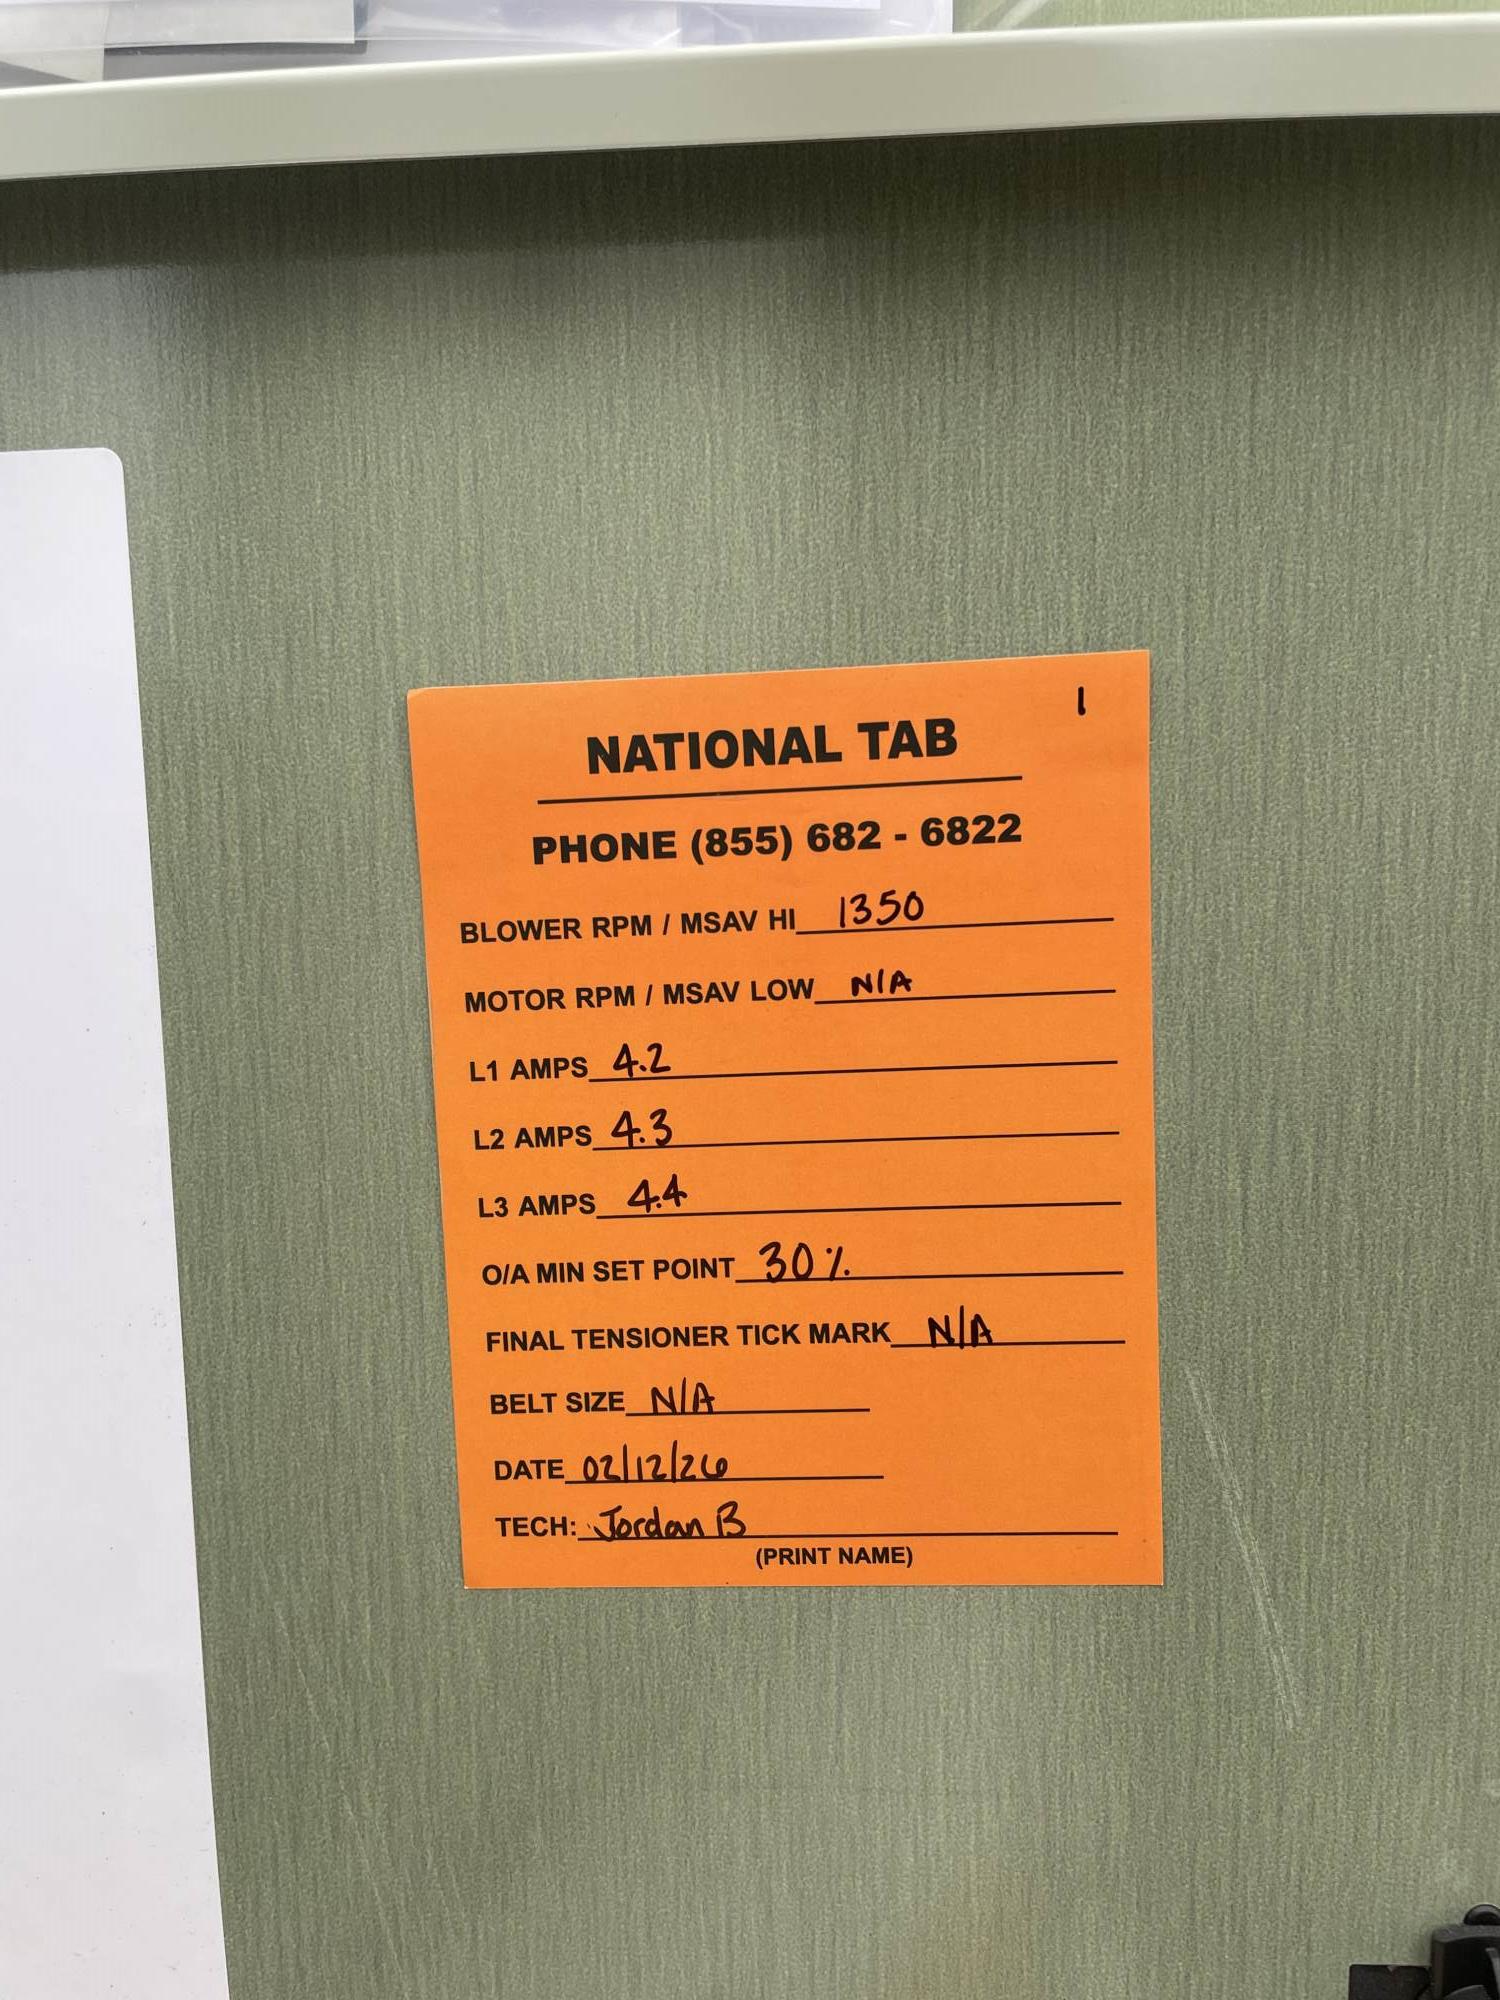 1
NATIONAL TAB
PHONE (855) 682 - 6822
BLOWER RPM / MSAV HI 1350
MOTOR RPM / MSAV LOW N/A
L1 AMPS 4.2
L2 AMPS 4.3
L3 AMPS 4.4
O/A MIN SET POINT 30%
FINAL TENSIONER TICK MARK N/A
BELT SIZE N/A
DATE 02/12/26
TECH: Jordan B
(PRINT NAME)